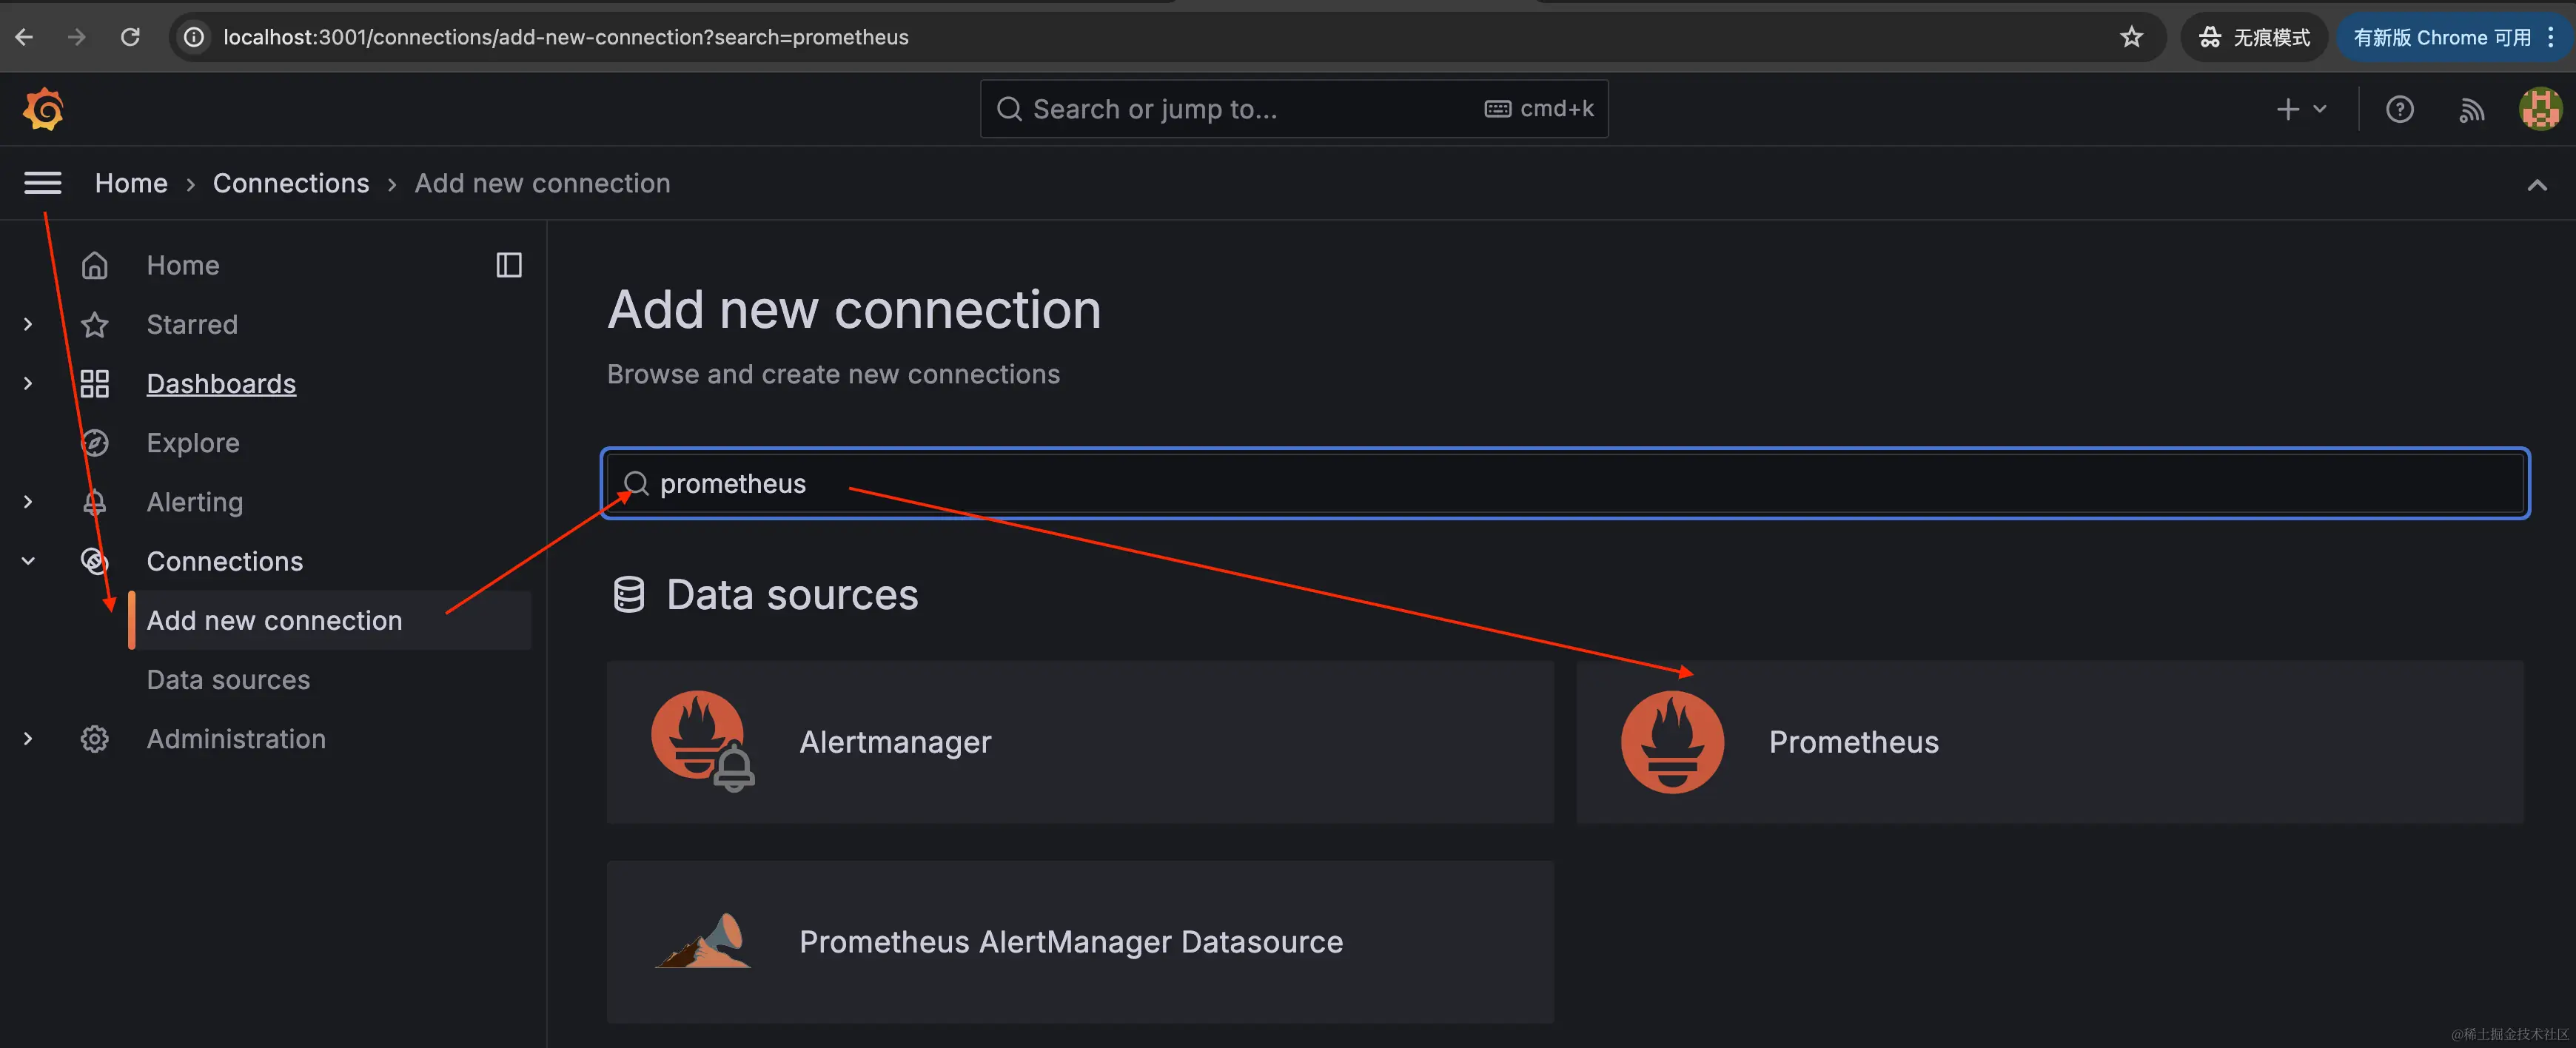 localhost:3001/connections/add-new-connection?search=prometheus
无痕模式
有新版 Chrome 可用
Search or jump to...
cmd+k
Home › Connections › Add new connection
Home
Starred
Dashboards
Explore
Alerting
Connections
Add new connection
Data sources
Administration
Add new connection
Browse and create new connections
prometheus
Data sources
Alertmanager
Prometheus
Prometheus AlertManager Datasource
@稀土掘金技术社区